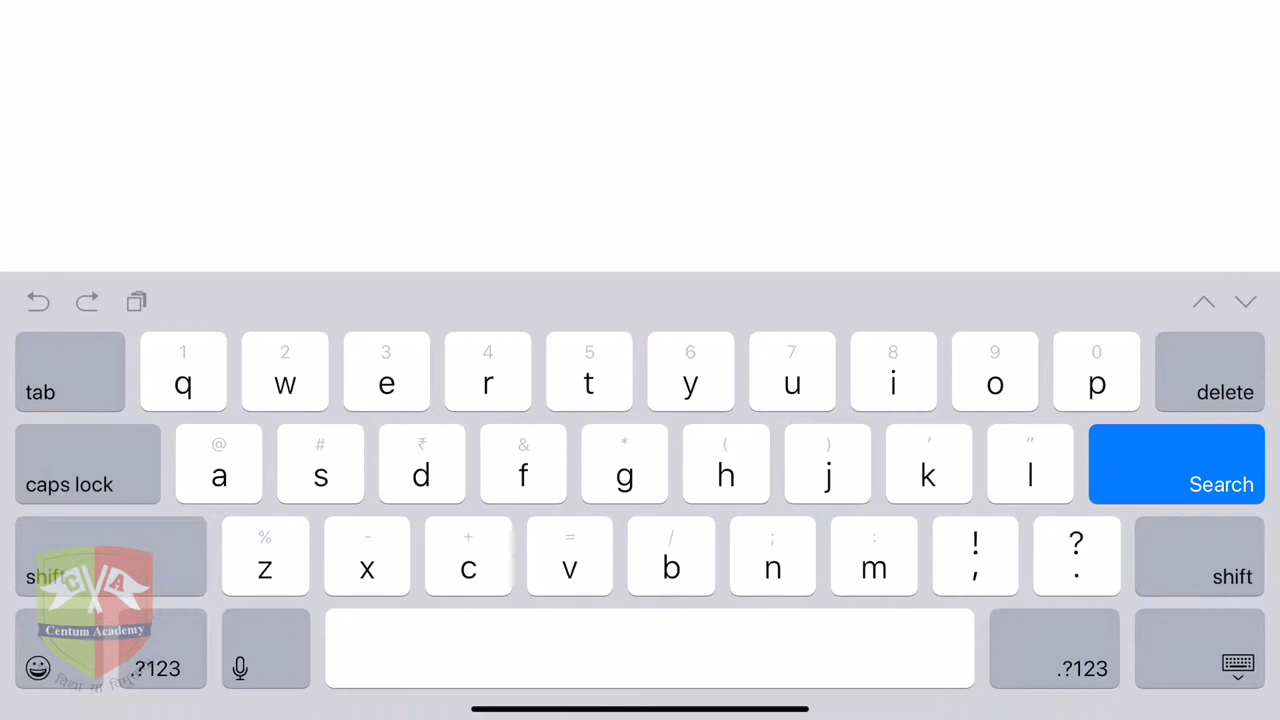 1 2 3 4 5 6 7 8 9 0
tab q w e r t y u i o p delete
@ # ₹ & * ( ) ' "
caps lock a s d f g h j k l Search
% - + = / ; : ! ?
shift z x c v b n m , . shift
C A
Centum Academy
.?123 .?123